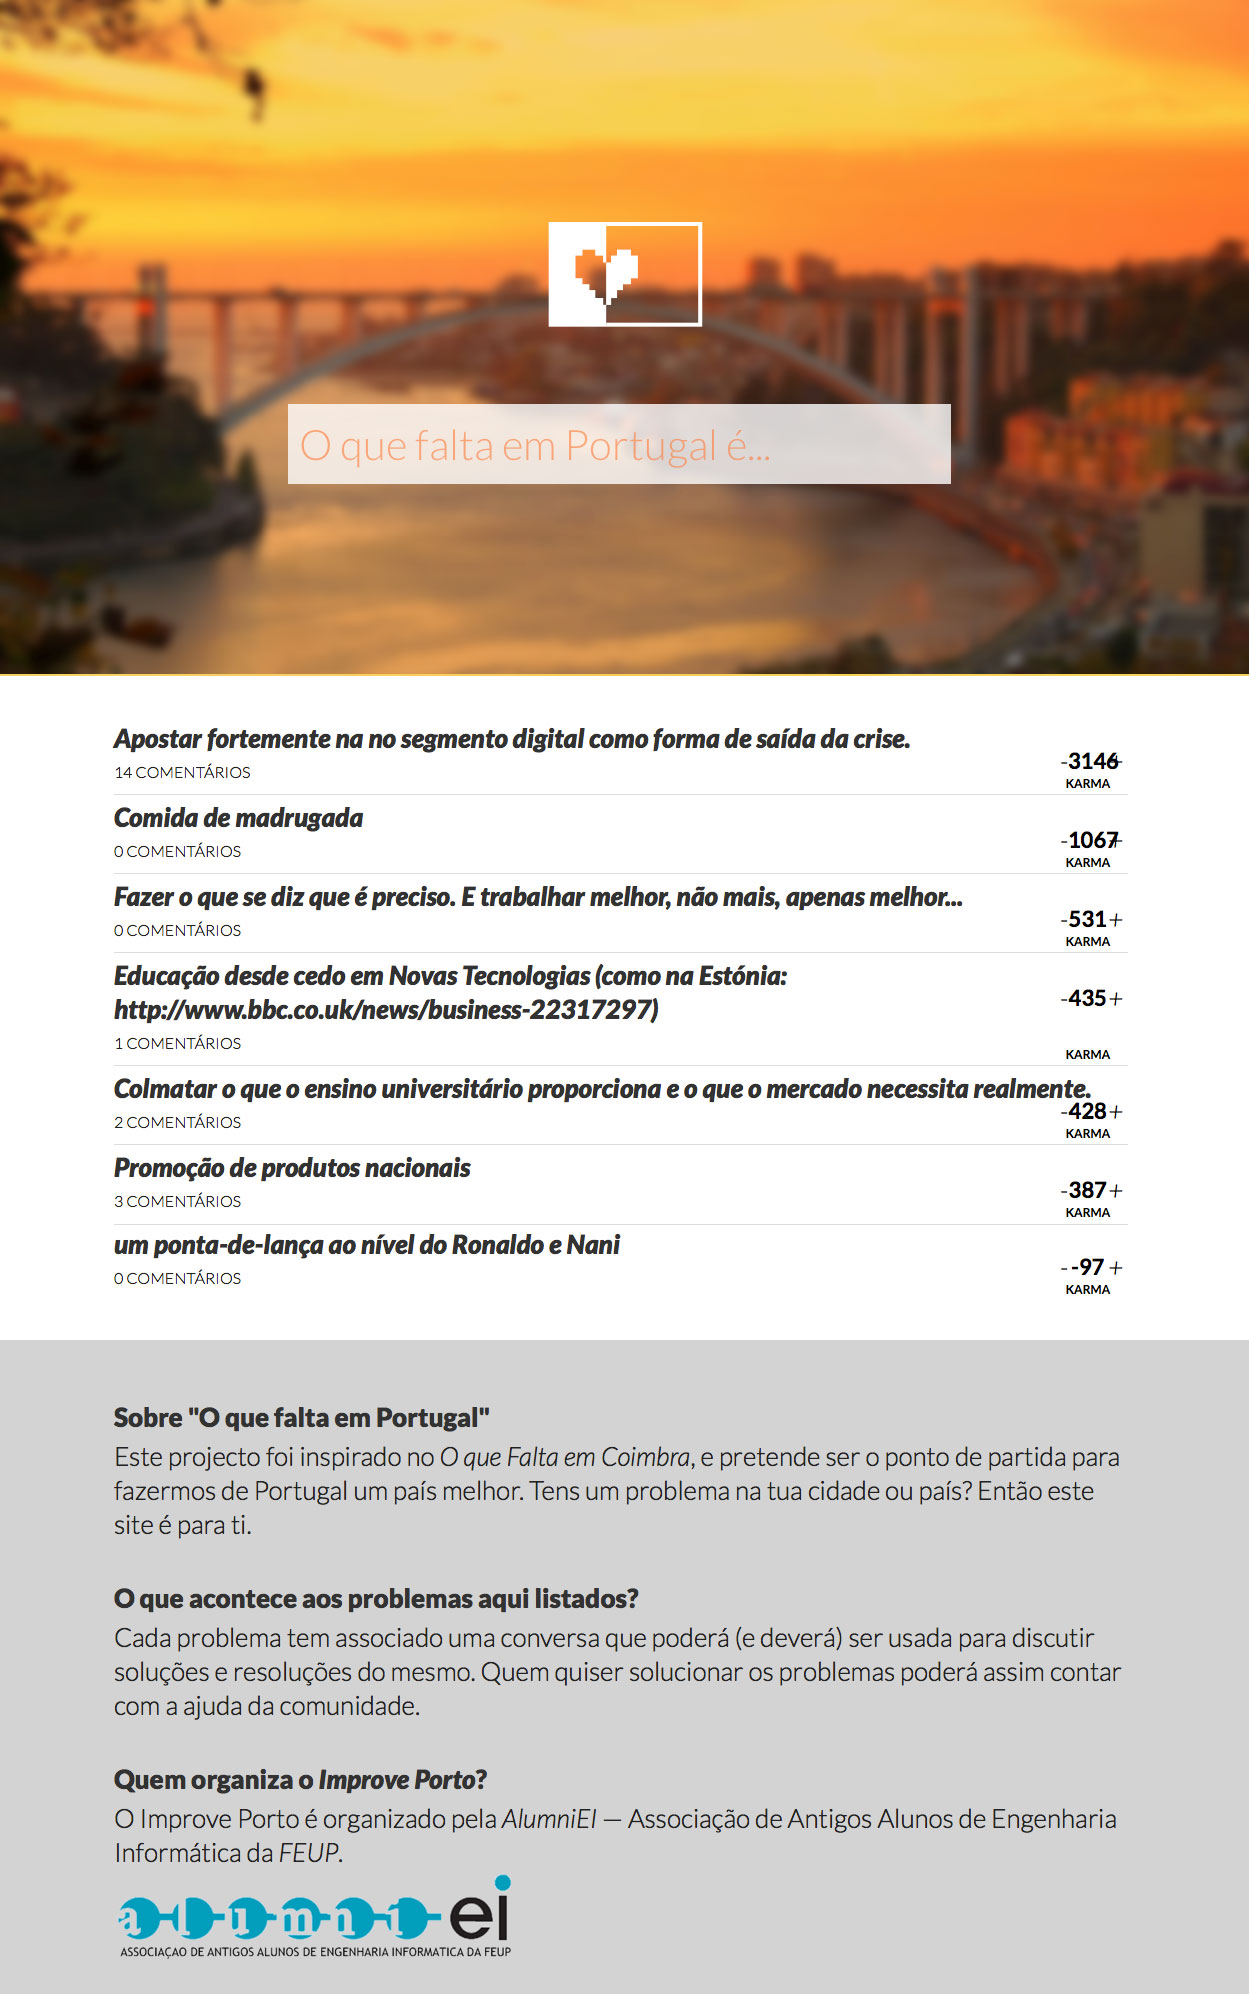 O que falta em Portugal é...
Apostar fortemente na no segmento digital como forma de saída da crise.
14 COMENTÁRIOS
-3146+
KARMA
Comida de madrugada
0 COMENTÁRIOS
-1067+
KARMA
Fazer o que se diz que é preciso. E trabalhar melhor, não mais, apenas melhor...
0 COMENTÁRIOS
-531+
KARMA
Educação desde cedo em Novas Tecnologias (como na Estónia:
http://www.bbc.co.uk/news/business-22317297)
1 COMENTÁRIOS
-435+
KARMA
Colmatar o que o ensino universitário proporciona e o que o mercado necessita realmente.
2 COMENTÁRIOS
-428+
KARMA
Promoção de produtos nacionais
3 COMENTÁRIOS
-387+
KARMA
um ponta-de-lança ao nível do Ronaldo e Nani
0 COMENTÁRIOS
- -97 +
KARMA
Sobre "O que falta em Portugal"
Este projecto foi inspirado no O que Falta em Coimbra, e pretende ser o ponto de partida para
fazermos de Portugal um país melhor. Tens um problema na tua cidade ou país? Então este
site é para ti.
O que acontece aos problemas aqui listados?
Cada problema tem associado uma conversa que poderá (e deverá) ser usada para discutir
soluções e resoluções do mesmo. Quem quiser solucionar os problemas poderá assim contar
com a ajuda da comunidade.
Quem organiza o Improve Porto?
O Improve Porto é organizado pela AlumniEI — Associação de Antigos Alunos de Engenharia
Informática da FEUP.
alumni ei
ASSOCIAÇAO DE ANTIGOS ALUNOS DE ENGENHARIA INFORMATICA DA FEUP